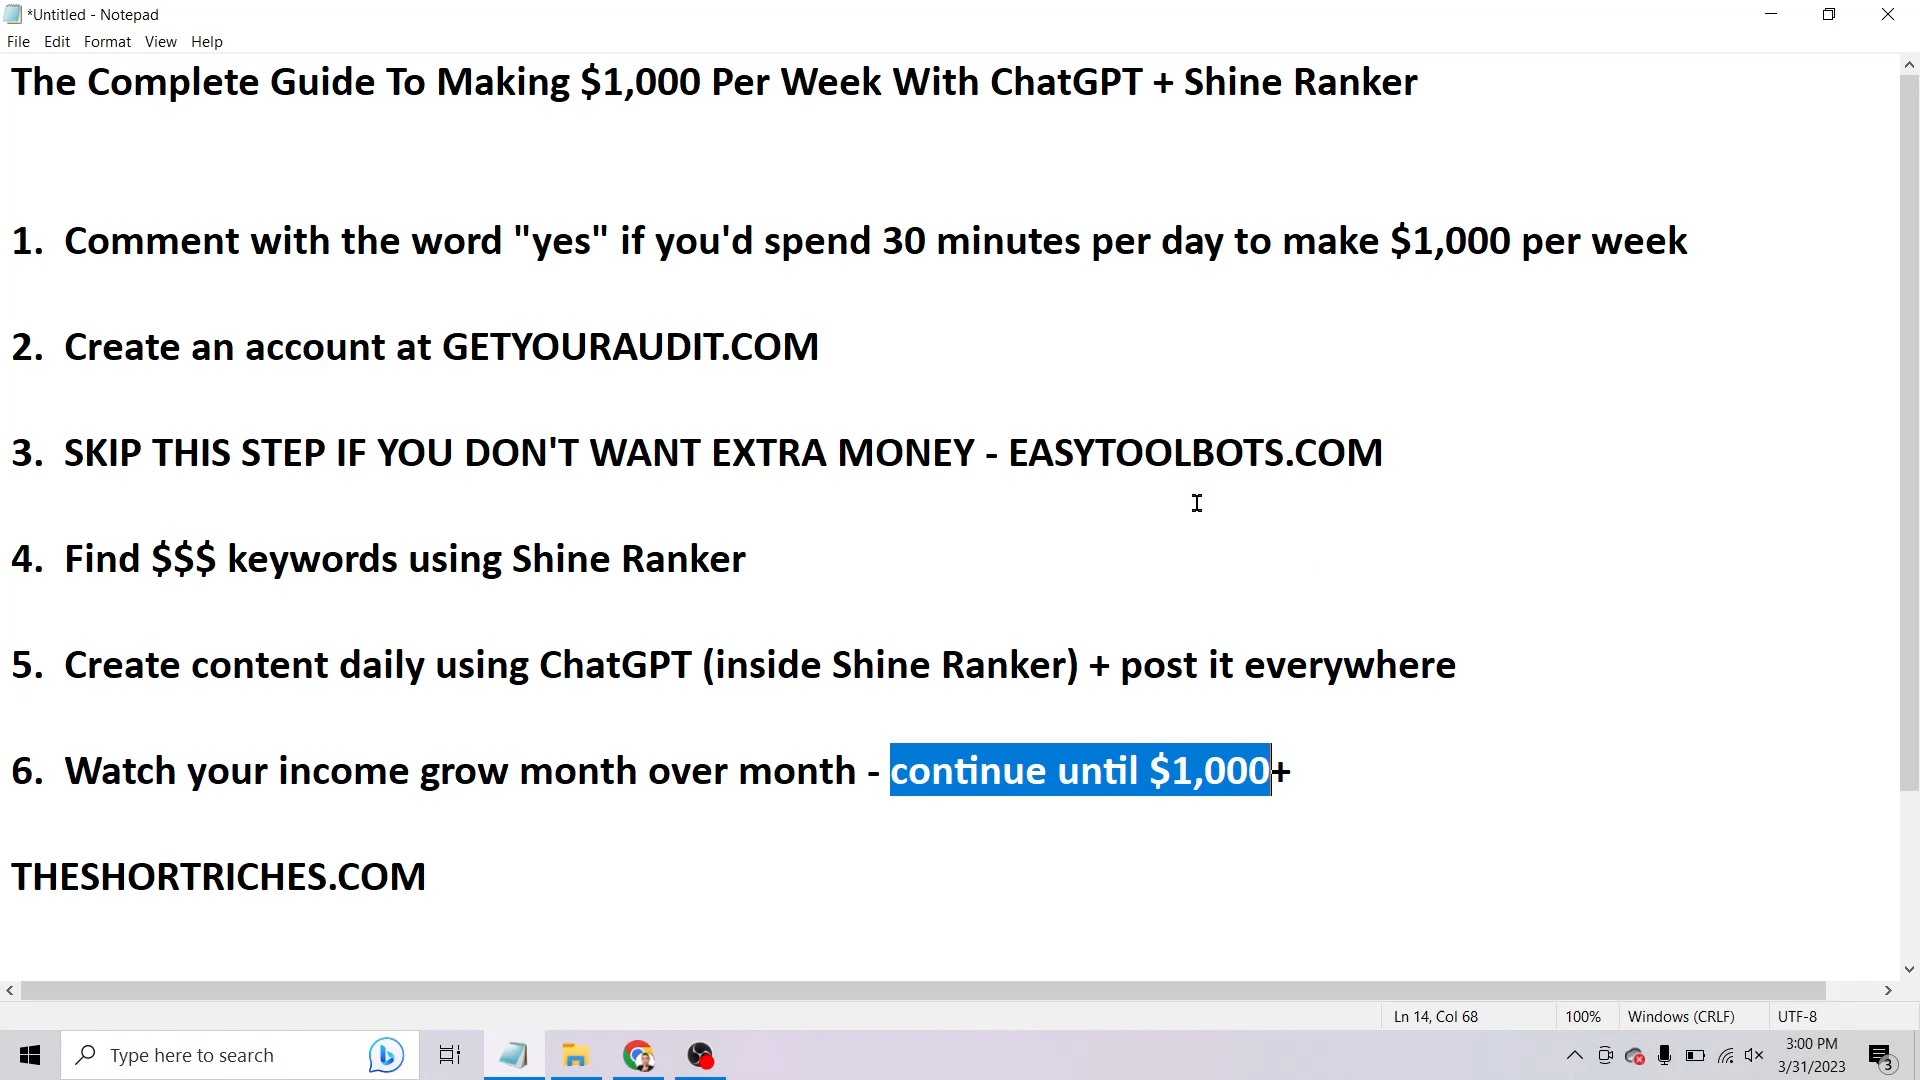 *Untitled - Notepad
File Edit Format View Help
The Complete Guide To Making $1,000 Per Week With ChatGPT + Shine Ranker
1. Comment with the word "yes" if you'd spend 30 minutes per day to make $1,000 per week
2. Create an account at GETYOURAUDIT.COM
3. SKIP THIS STEP IF YOU DON'T WANT EXTRA MONEY - EASYTOOLBOTS.COM
4. Find $$$ keywords using Shine Ranker
5. Create content daily using ChatGPT (inside Shine Ranker) + post it everywhere
6. Watch your income grow month over month - continue until $1,000+
THESHORTRICHES.COM
Ln 14, Col 68 100% Windows (CRLF) UTF-8
Type here to search
3:00 PM
3/31/2023
3